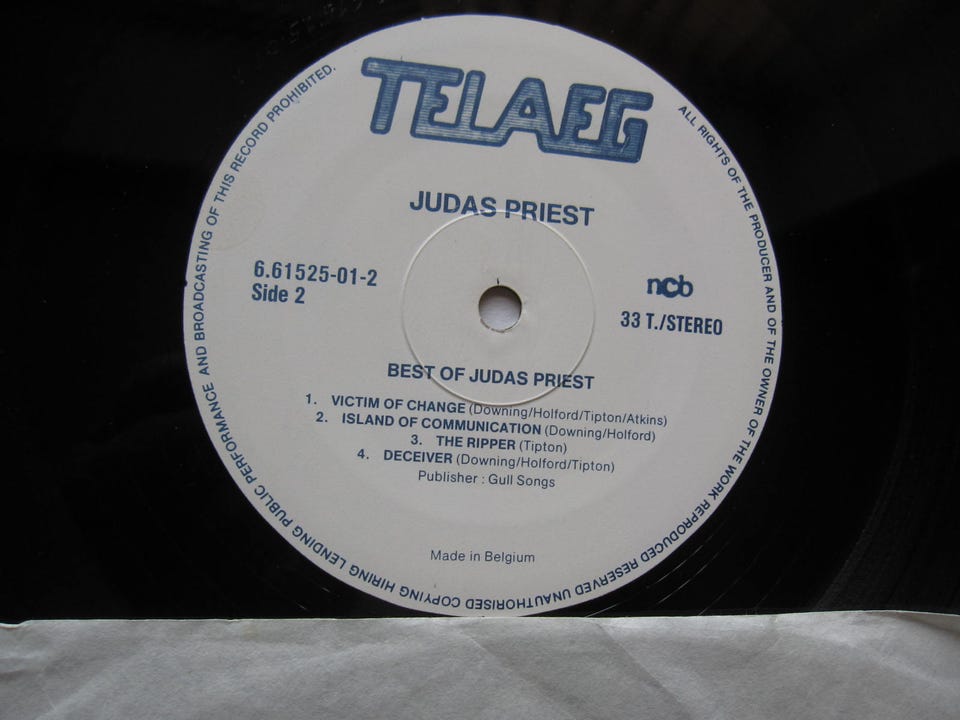 TELAEG
JUDAS PRIEST
6.61525-01-2
Side 2
ncb
33 T./STEREO
BEST OF JUDAS PRIEST
1. VICTIM OF CHANGE (Downing/Holford/Tipton/Atkins)
2. ISLAND OF COMMUNICATION (Downing/Holford)
3. THE RIPPER (Tipton)
4. DECEIVER (Downing/Holford/Tipton)
Publisher : Gull Songs
Made in Belgium
ALL RIGHTS OF THE PRODUCER AND OF THE OWNER OF THE WORK REPRODUCED RESERVED UNAUTHORISED COPYING HIRING LENDING PUBLIC PERFORMANCE AND BROADCASTING OF THIS RECORD PROHIBITED.